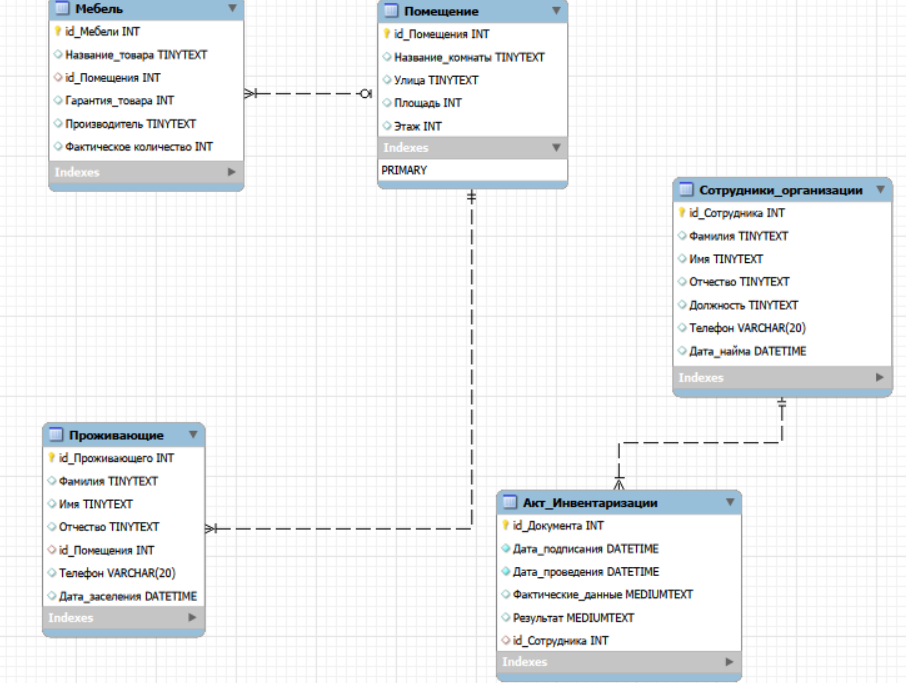 Мебель
id_Мебели INT
Название_товара TINYTEXT
id_Помещения INT
Гарантия_товара INT
Производитель TINYTEXT
Фактическое количество INT
Indexes
Помещение
id_Помещения INT
Название_комнаты TINYTEXT
Улица TINYTEXT
Площадь INT
Этаж INT
Indexes
PRIMARY
Сотрудники_организации
id_Сотрудника INT
Фамилия TINYTEXT
Имя TINYTEXT
Отчество TINYTEXT
Должность TINYTEXT
Телефон VARCHAR(20)
Дата_найма DATETIME
Indexes
Проживающие
id_Проживающего INT
Фамилия TINYTEXT
Имя TINYTEXT
Отчество TINYTEXT
id_Помещения INT
Телефон VARCHAR(20)
Дата_заселения DATETIME
Indexes
Акт_Инвентаризации
id_Документа INT
Дата_подписания DATETIME
Дата_проведения DATETIME
Фактические_данные MEDIUMTEXT
Результат MEDIUMTEXT
id_Сотрудника INT
Indexes